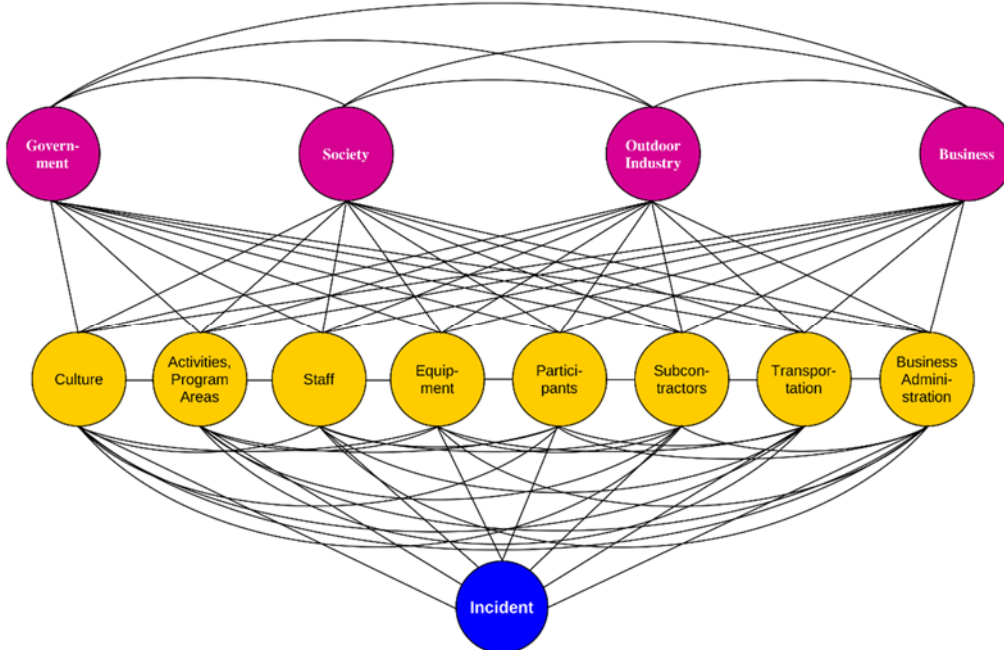 Govern-
ment
Society
Outdoor
Industry
Business
Culture
Activities,
Program
Areas
Staff
Equip-
ment
Partici-
pants
Subcon-
tractors
Transpor-
tation
Business
Admini-
stration
Incident